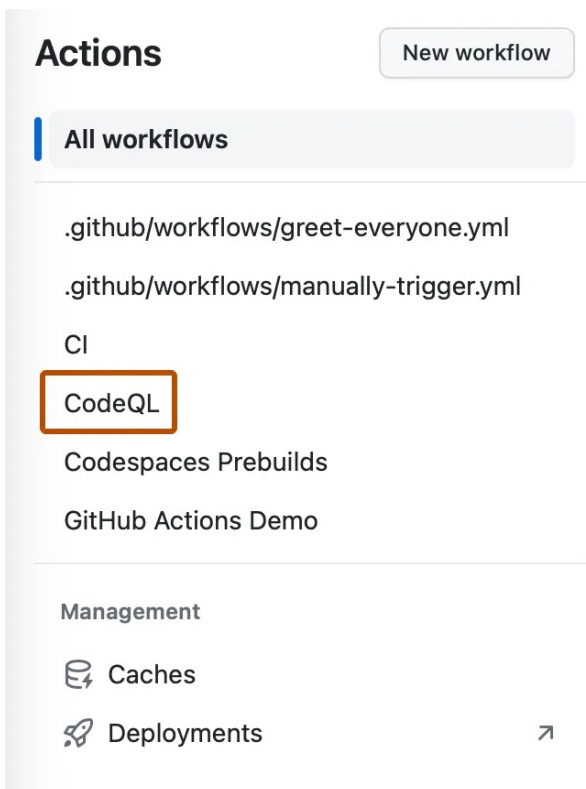 Actions
New workflow
All workflows
.github/workflows/greet-everyone.yml
.github/workflows/manually-trigger.yml
CI
CodeQL
Codespaces Prebuilds
GitHub Actions Demo
Management
Caches
Deployments